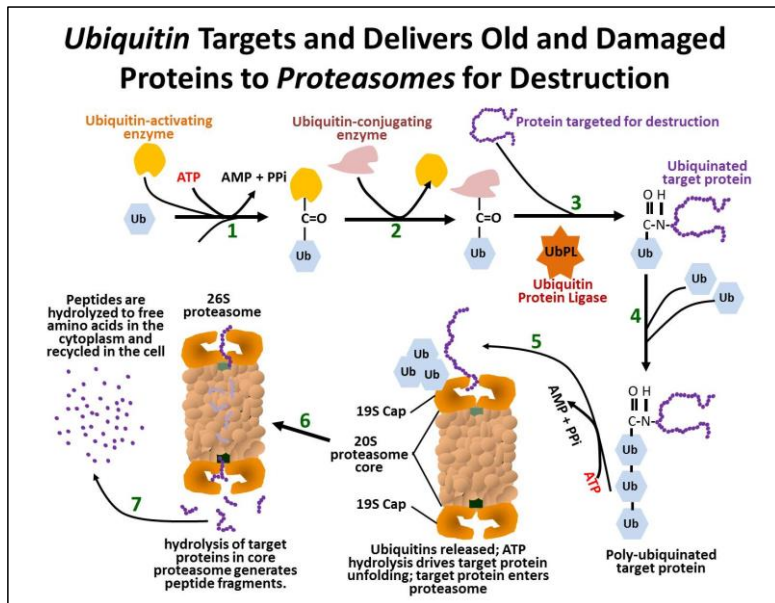 Ubiquitin Targets and Delivers Old and Damaged
Proteins to Proteasomes for Destruction
Ubiquitin-activating
enzyme
Ubiquitin-conjugating
enzyme
Protein targeted for destruction
ATP
AMP + PPi
Ubiquinated
target protein
Ub
1
C=O
Ub
2
C=O
Ub
3
UbPL
Ubiquitin
Protein Ligase
O H
C-N
Ub
4
Ub
Ub
Peptides are
hydrolyzed to free
amino acids in the
cytoplasm and
recycled in the cell
26S
proteasome
Ub
Ub
Ub
5
AMP + PPi
ATP
O H
C-N
Ub
Ub
Ub
Poly-ubiquinated
target protein
19S Cap
6
20S
proteasome
core
19S Cap
7
hydrolysis of target
proteins in core
proteasome generates
peptide fragments.
Ubiquitins released; ATP
hydrolysis drives target protein
unfolding; target protein enters
proteasome